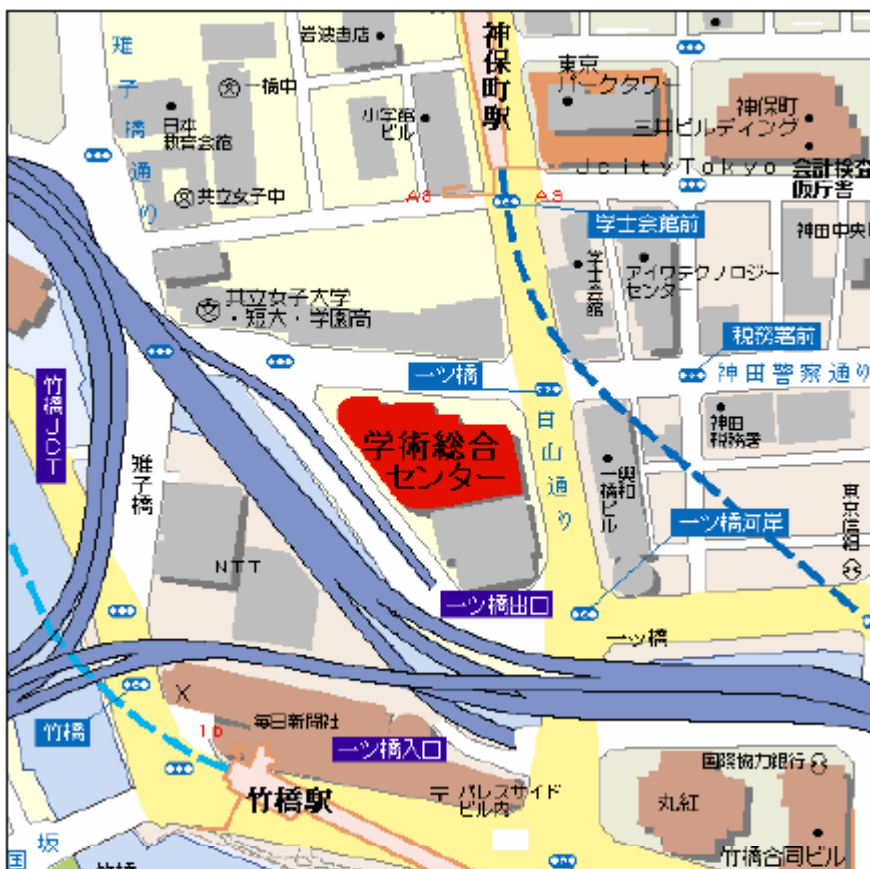 岩波書店
神保町駅
東京
パークタワー
神保町
三井ビルディング
雉子橋通り
一橋中
日本
教育会館
小学館
ビル
JcityTokyo
会計検査
仮庁舎
共立女子中
A8
A9
学士会館前
神田中央
学士会館
アイワテクノロジー
センター
共立女子大学
・短大・学園高
税務署前
一ツ橋
神田警察通り
竹橋JCT
白山通り
神田
税務署
学術総合
センター
雉子橋
興和
一橋ビル
東京信組
一ツ橋河岸
NTT
一ツ橋出口
一ツ橋
竹橋
1b
毎日新聞社
一ツ橋入口
国際協力銀行
竹橋駅
パレスサイド
ビル内
丸紅
竹橋合同ビル
国
坂
竹橋